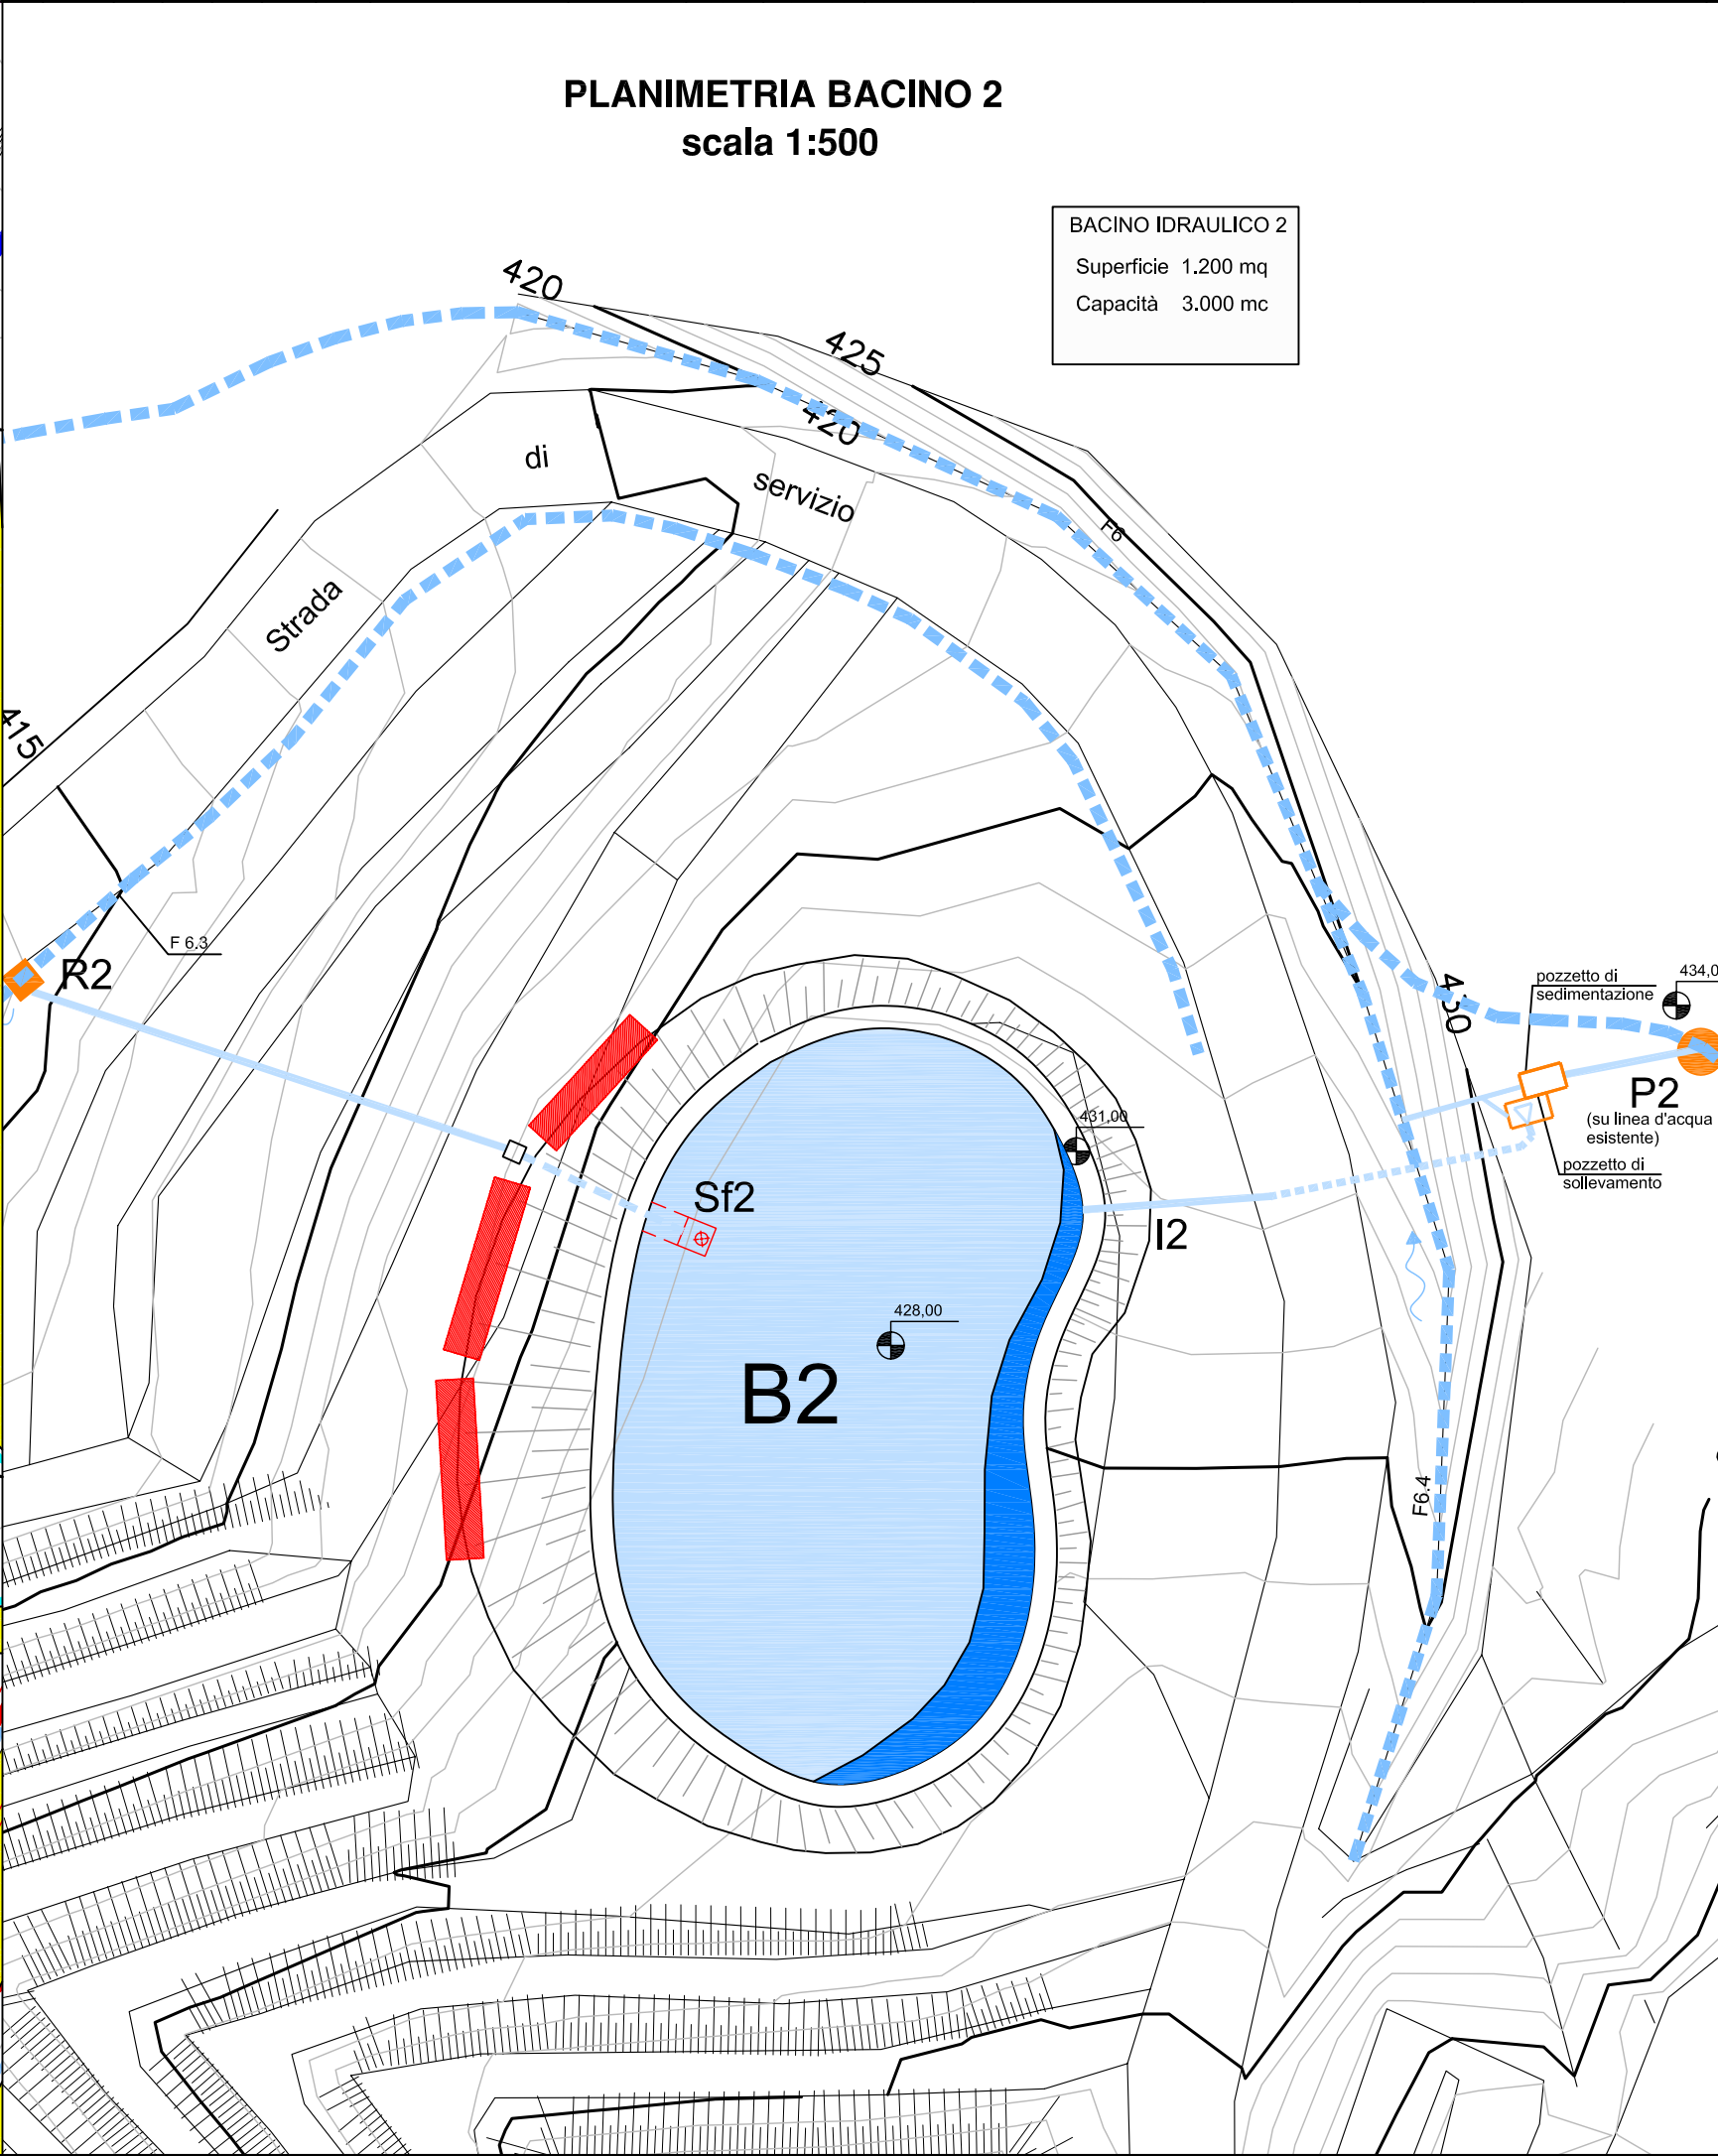 PLANIMETRIA BACINO 2
scala 1:500
BACINO IDRAULICO 2
Superficie 1.200 mq
Capacità 3.000 mc
420
425
420
di
servizio
F6
Strada
415
F 6.3
R2
430
pozzetto di
sedimentazione
434,0
P2
(su linea d'acqua
esistente)
pozzetto di
sollevamento
431,00
Sf2
I2
428,00
B2
F6.4